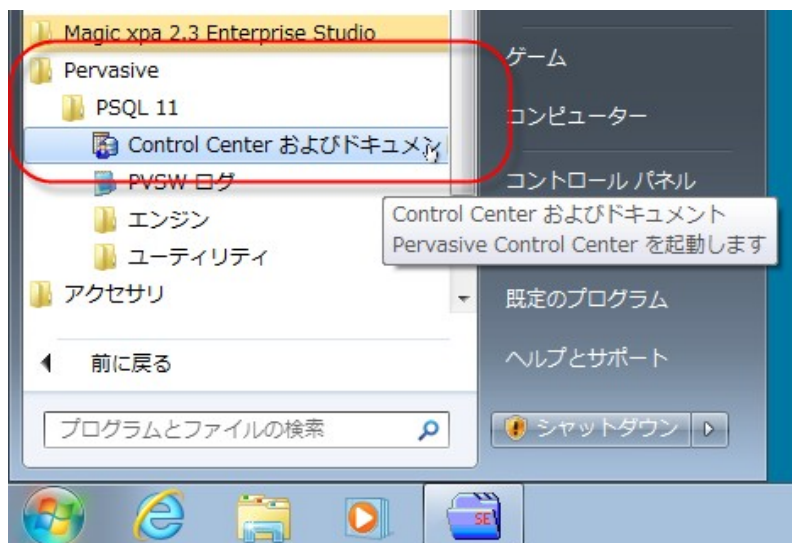 Magic xpa 2.3 Enterprise Studio
Pervasive
PSQL 11
Control Center およびドキュメン
PVSW ログ
エンジン
ユーティリティ
アクセサリ
前に戻る
プログラムとファイルの検索
ゲーム
コンピューター
コントロール パネル
Control Center およびドキュメント
Pervasive Control Center を起動します
既定のプログラム
ヘルプとサポート
シャットダウン
SE